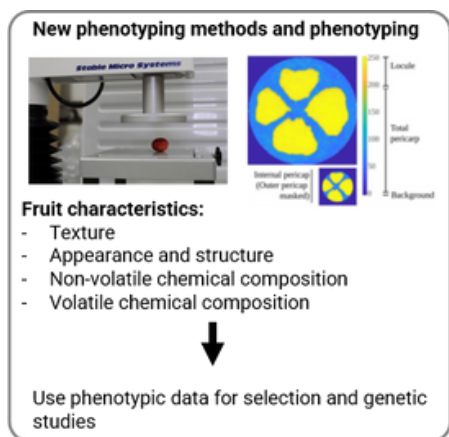 New phenotyping methods and phenotyping
Stable Micro Systems
250
200
150
100
50
0
Locule
Total
pericarp
Background
Internal pericap
(Outer pericap
masked)
Fruit characteristics:
- Texture
- Appearance and structure
- Non-volatile chemical composition
- Volatile chemical composition
Use phenotypic data for selection and genetic
studies